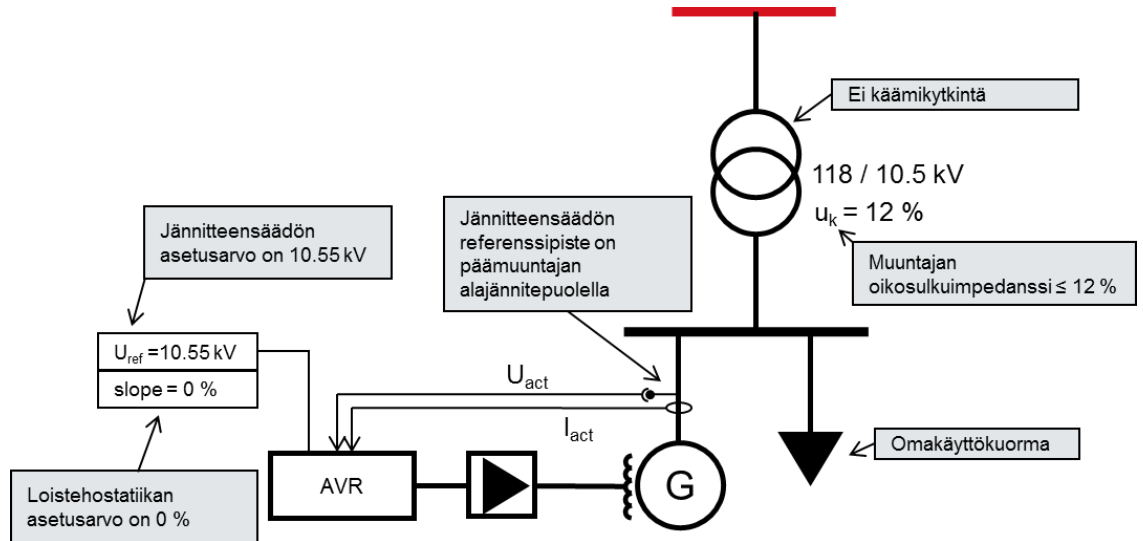 Ei käämikytkintä
118 / 10.5 kV
uk = 12 %
Muuntajan
oikosulkuimpedanssi ≤ 12 %
Jännitteensäädön
referenssipiste on
päämuuntajan
alajännitepuolella
Jännitteensäädön
asetusarvo on 10.55 kV
Uref =10.55 kV
slope = 0 %
Uact
Iact
AVR
G
Omakäyttökuorma
Loistehostatiikan
asetusarvo on 0 %